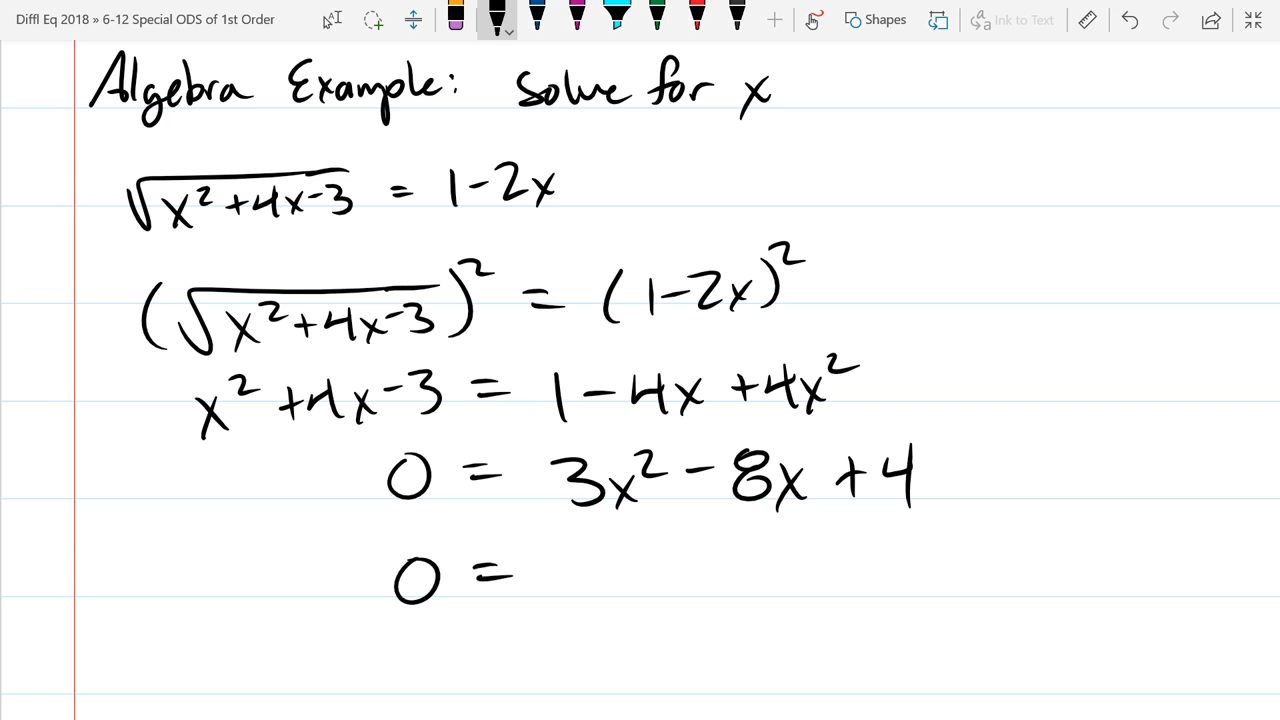 Diffl Eq 2018 » 6-12 Special ODS of 1st Order
Shapes
Ink to Text
Algebra Example: solve for x
√(x²+4x-3) = 1-2x
(√(x²+4x-3))² = (1-2x)²
x²+4x-3 = 1-4x+4x²
0 = 3x²-8x+4
0 =